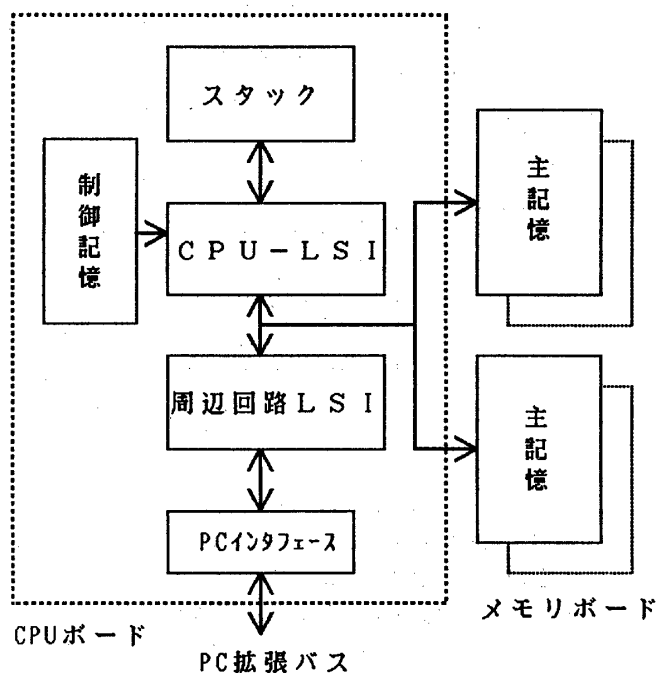 スタック
制御記憶
CPU－LSI
周辺回路LSI
PCインタフェース
主記憶
主記憶
メモリボード
CPUボード
PC拡張バス